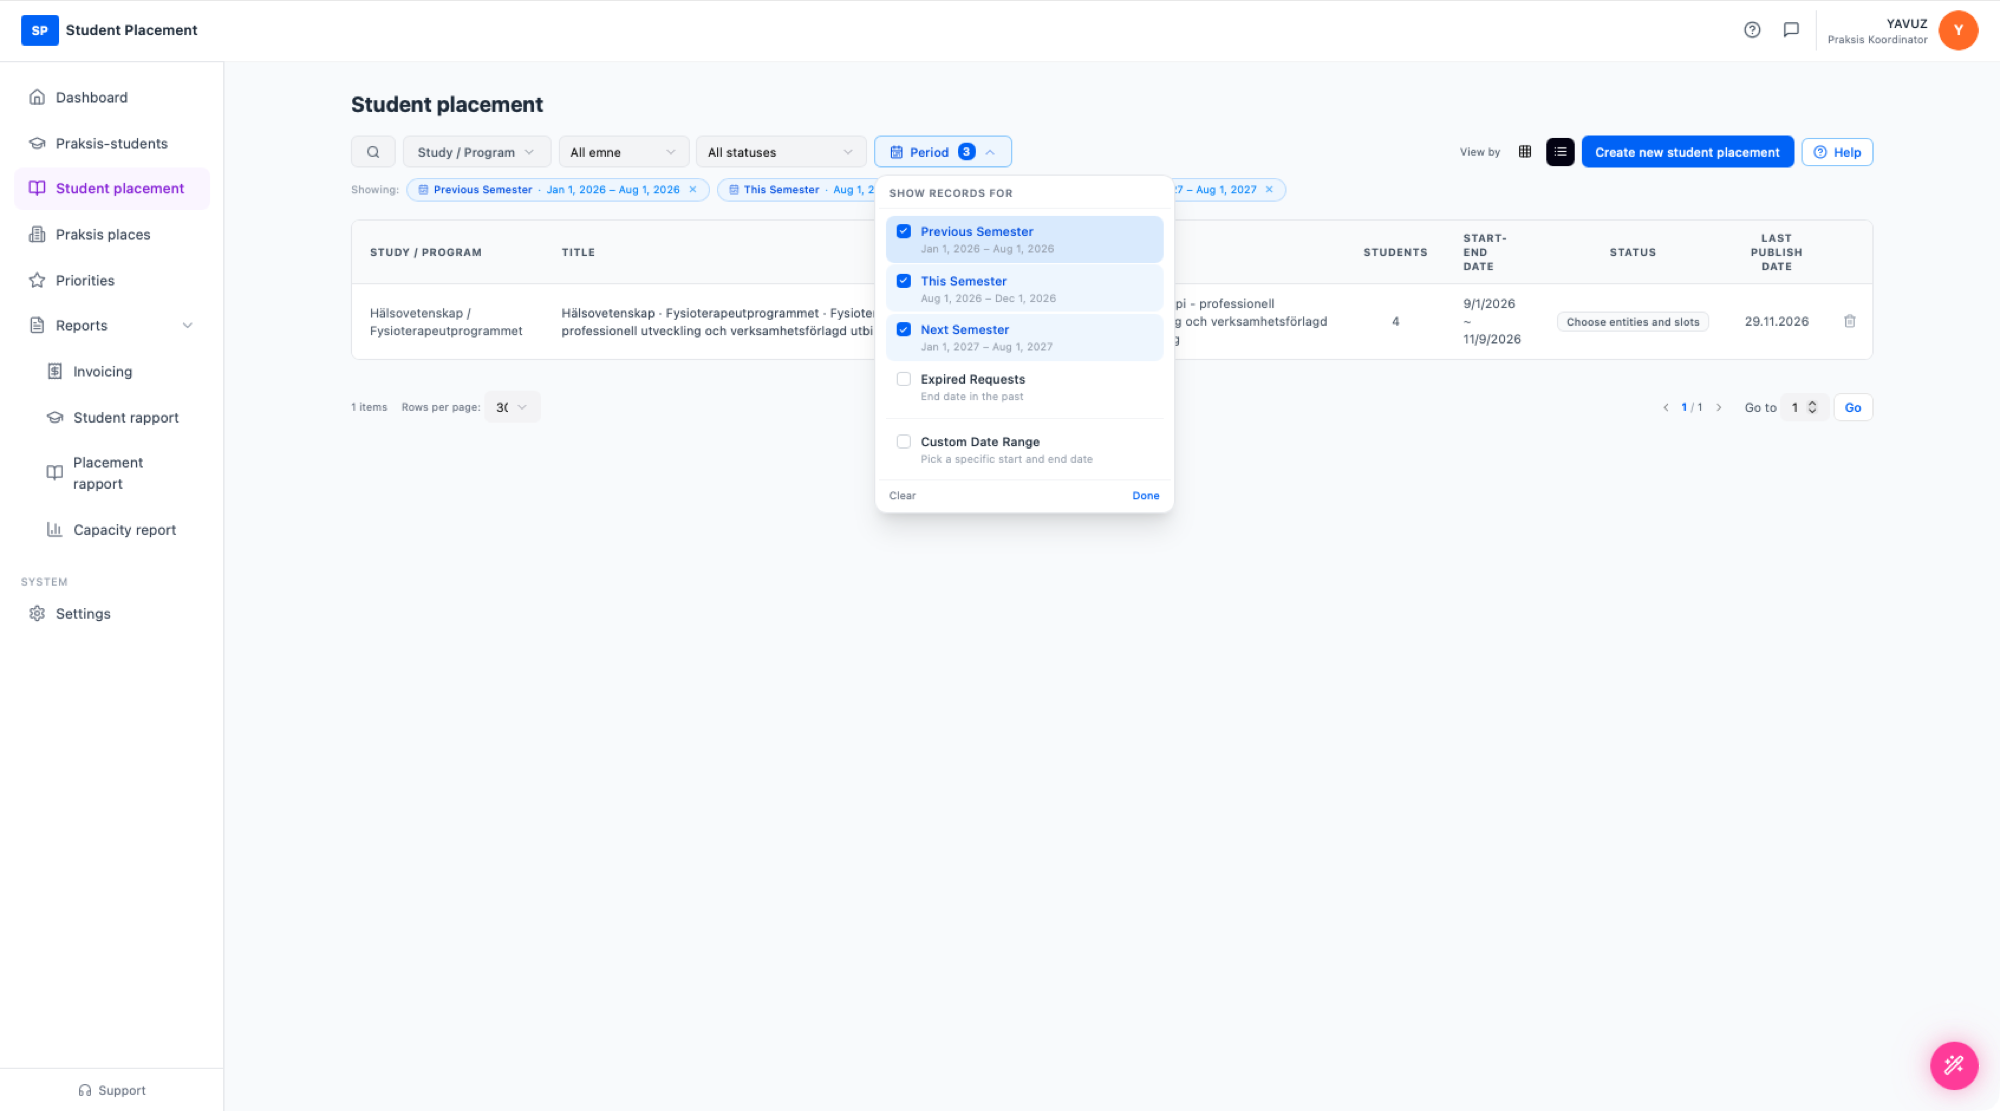 SP Student Placement
YAVUZ
Praksis Koordinator
Y
Dashboard
Praksis-students
Student placement
Praksis places
Priorities
Reports
Invoicing
Student rapport
Placement
rapport
Capacity report
SYSTEM
Settings
Support
Student placement
Study / Program
All emne
All statuses
Period 3
View by
Create new student placement
Help
Showing:
Previous Semester · Jan 1, 2026 – Aug 1, 2026 ×
This Semester · Aug 1, 2
27 – Aug 1, 2027 ×
SHOW RECORDS FOR
Previous Semester
Jan 1, 2026 – Aug 1, 2026
This Semester
Aug 1, 2026 – Dec 1, 2026
Next Semester
Jan 1, 2027 – Aug 1, 2027
Expired Requests
End date in the past
Custom Date Range
Pick a specific start and end date
Clear
Done
STUDY / PROGRAM
TITLE
STUDENTS
START-
END
DATE
STATUS
LAST
PUBLISH
DATE
Hälsovetenskap /
Fysioterapeutprogrammet
Hälsovetenskap · Fysioterapeutprogrammet · Fysioter
professionell utveckling och verksamhetsförlagd utbi
pi - professionell
g och verksamhetsförlagd
g
4
9/1/2026
~
11/9/2026
Choose entities and slots
29.11.2026
1 items
Rows per page:
30
1 / 1
Go to
1
Go